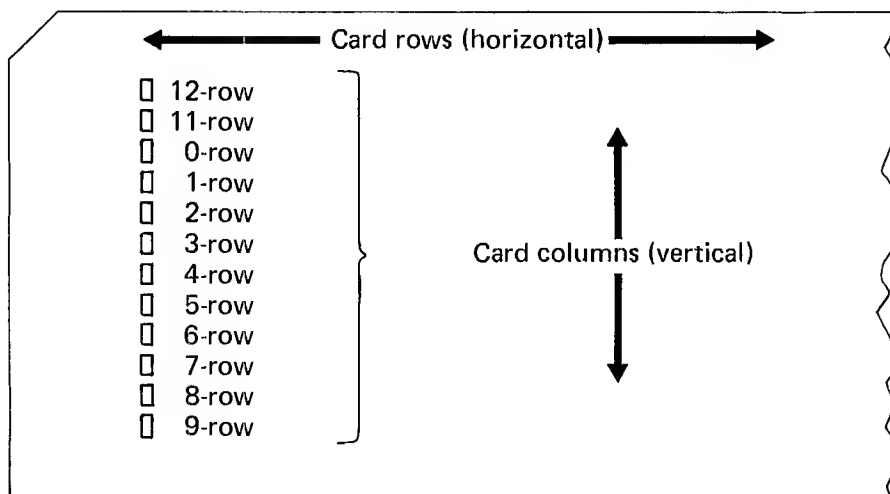 Card rows (horizontal)
12-row
11-row
0-row
1-row
2-row
3-row
Card columns (vertical)
4-row
5-row
6-row
7-row
8-row
9-row